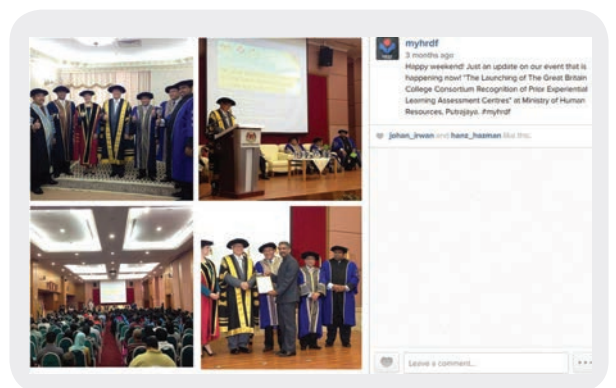 myhrdf
3 months ago
Happy weekend! Just an update on our event that is
happening now! "The Launching of The Great Britain
College Consortium Recognition of Prior Experiential
Learning Assessment Centres" at Ministry of Human
Resources, Putrajaya. #myhrdf
johan_irwan and hanz_hazman like this.
Leave a comment...